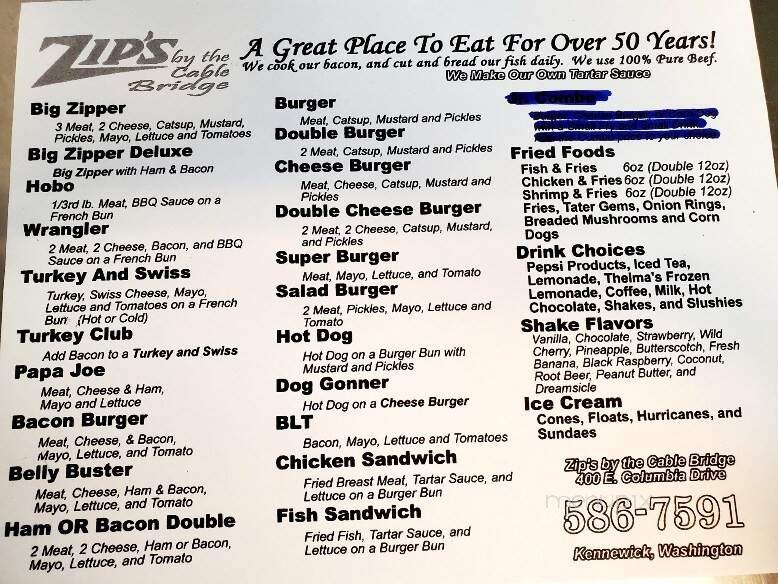 ZIP'S by the
Cable
Bridge
A Great Place To Eat For Over 50 Years!
We cook our bacon, and cut and bread our fish daily. We use 100% Pure Beef.
We Make Our Own Tartar Sauce
Big Zipper
3 Meat, 2 Cheese, Catsup, Mustard,
Pickles, Mayo, Lettuce and Tomatoes
Big Zipper Deluxe
Big Zipper with Ham & Bacon
Hobo
1/3rd lb. Meat, BBQ Sauce on a
French Bun
Wrangler
2 Meat, 2 Cheese, Bacon, and BBQ
Sauce on a French Bun
Turkey And Swiss
Turkey, Swiss Cheese, Mayo,
Lettuce and Tomatoes on a French
Bun (Hot or Cold)
Turkey Club
Add Bacon to a Turkey and Swiss
Papa Joe
Meat, Cheese & Ham,
Mayo and Lettuce
Bacon Burger
Meat, Cheese, & Bacon,
Mayo, Lettuce, and Tomato
Belly Buster
Meat, Cheese, Ham & Bacon,
Mayo, Lettuce, and Tomato
Ham OR Bacon Double
2 Meat, 2 Cheese, Ham or Bacon,
Mayo, Lettuce, and Tomato
Burger
Meat, Catsup, Mustard and Pickles
Double Burger
2 Meat, Catsup, Mustard and Pickles
Cheese Burger
Meat, Cheese, Catsup, Mustard and
Pickles
Double Cheese Burger
2 Meat, 2 Cheese, Catsup, Mustard,
and Pickles
Super Burger
Meat, Mayo, Lettuce, and Tomato
Salad Burger
2 Meat, Pickles, Mayo, Lettuce and
Tomato
Hot Dog
Hot Dog on a Burger Bun with
Mustard and Pickles
Dog Gonner
Hot Dog on a Cheese Burger
BLT
Bacon, Mayo, Lettuce and Tomatoes
Chicken Sandwich
Fried Breast Meat, Tartar Sauce, and
Lettuce on a Burger Bun
Fish Sandwich
Fried Fish, Tartar Sauce, and
Lettuce on a Burger Bun
Combo
Fried Foods
Fish & Fries 6oz (Double 12oz)
Chicken & Fries 6oz (Double 12oz)
Shrimp & Fries 6oz (Double 12oz)
Fries, Tater Gems, Onion Rings,
Breaded Mushrooms and Corn
Dogs
Drink Choices
Pepsi Products, Iced Tea,
Lemonade, Thelma's Frozen
Lemonade, Coffee, Milk, Hot
Chocolate, Shakes, and Slushies
Shake Flavors
Vanilla, Chocolate, Strawberry, Wild
Cherry, Pineapple, Butterscotch, Fresh
Banana, Black Raspberry, Coconut,
Root Beer, Peanut Butter, and
Dreamsicle
Ice Cream
Cones, Floats, Hurricanes, and
Sundaes
Zip's by the Cable Bridge
400 E. Columbia Drive
586-7591
Kennewick, Washington